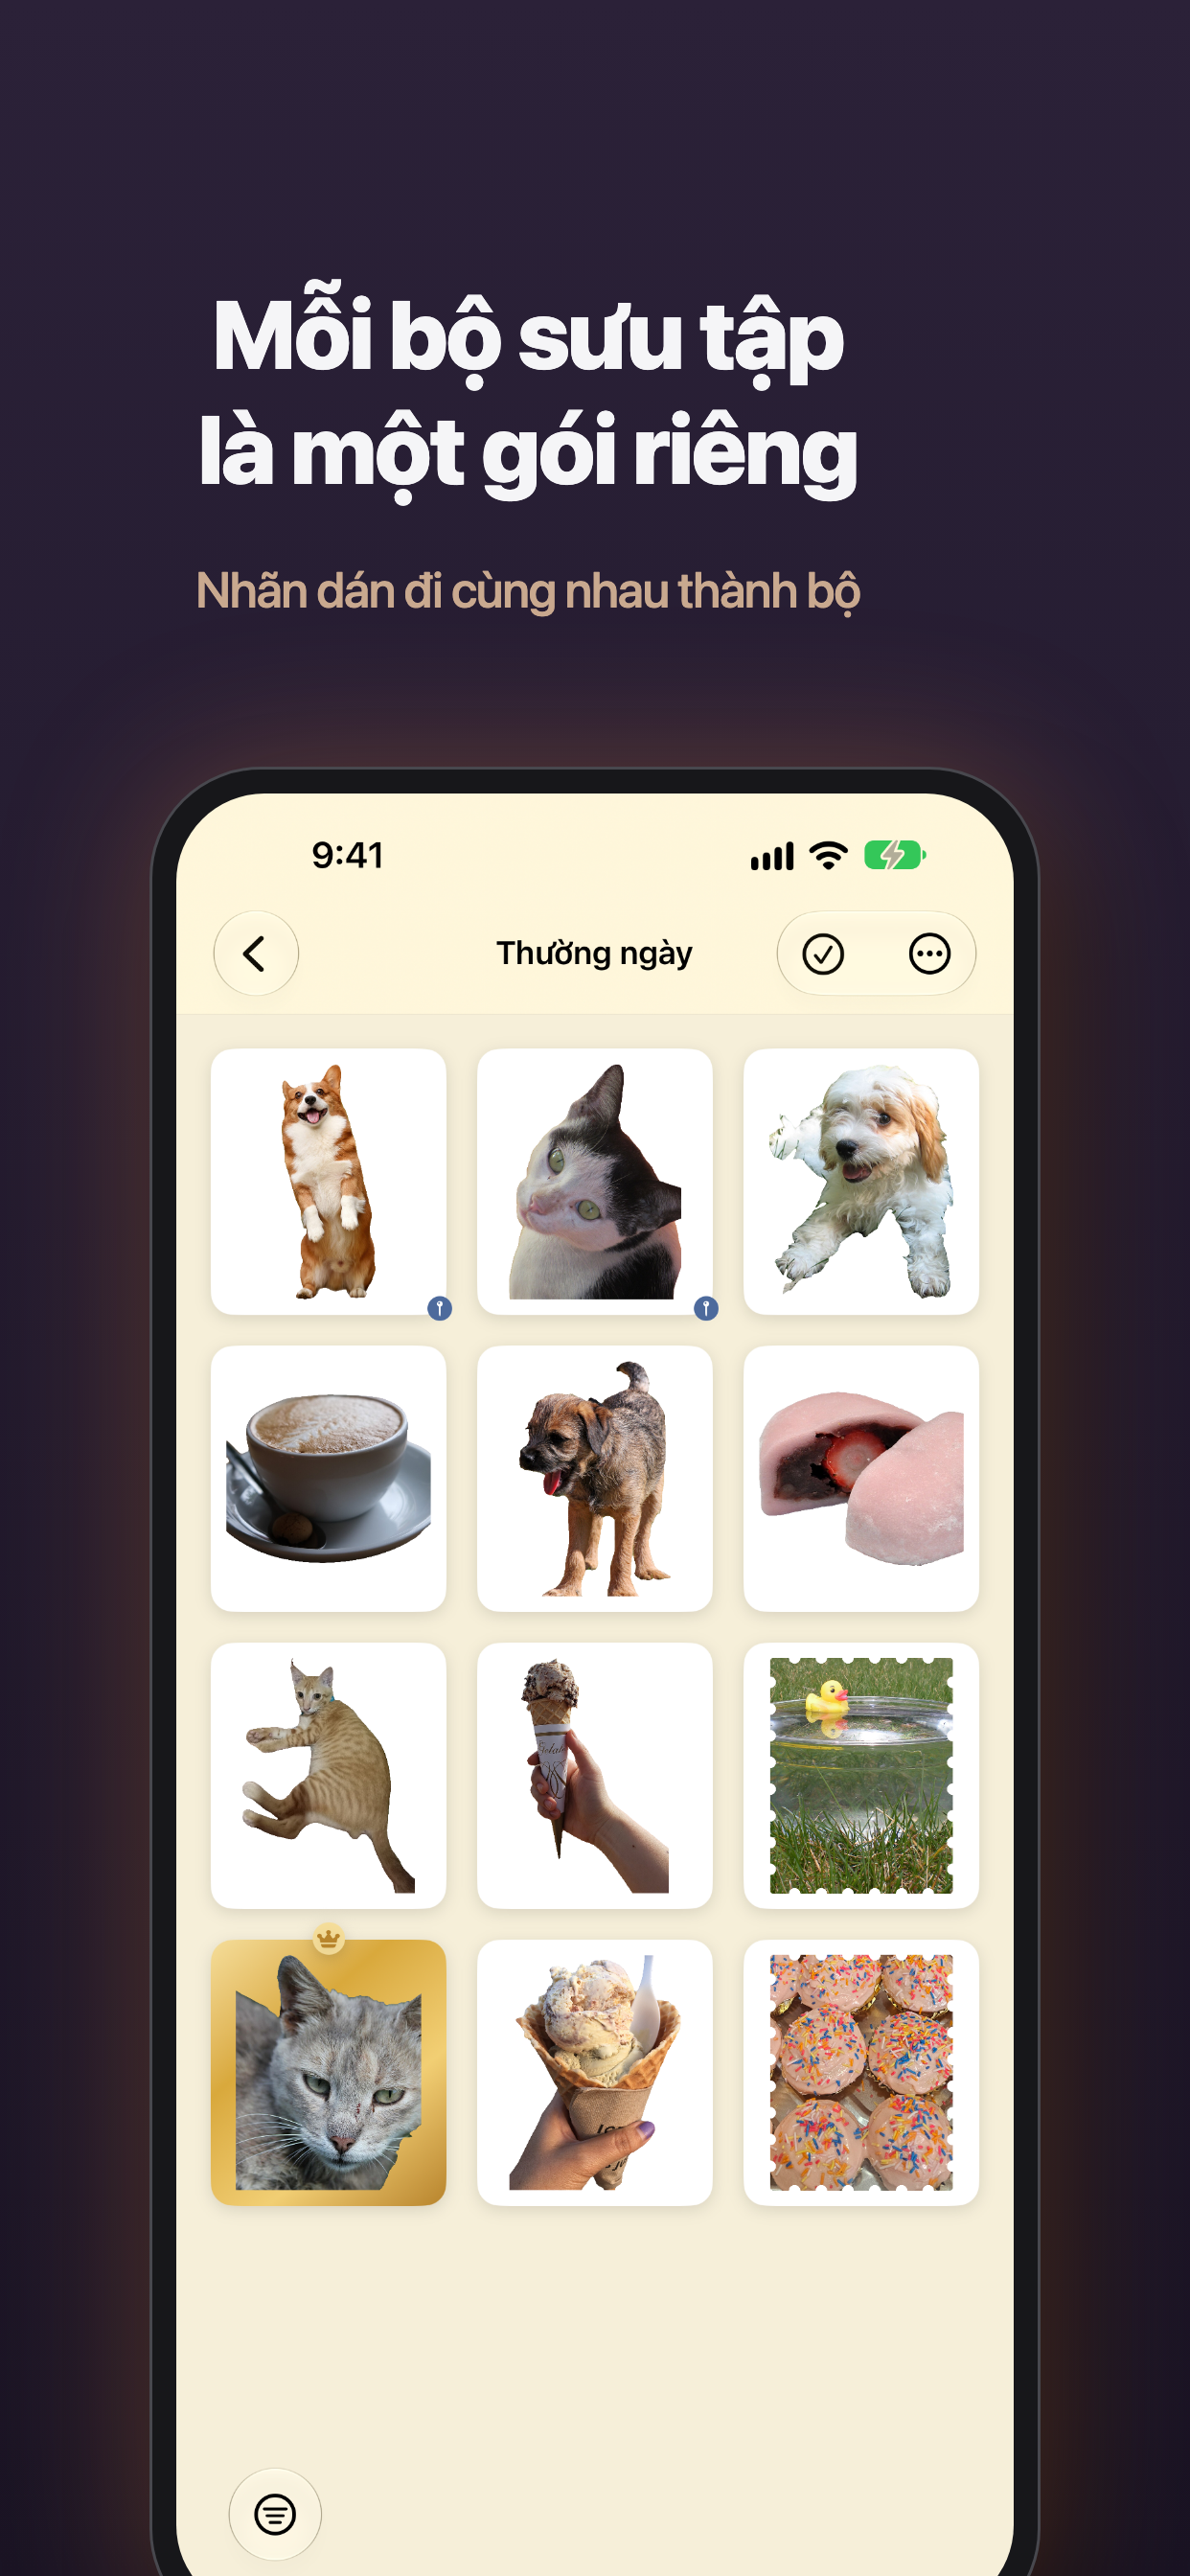 Mỗi bộ sưu tập
là một gói riêng
Nhãn dán đi cùng nhau thành bộ
9:41
Thường ngày